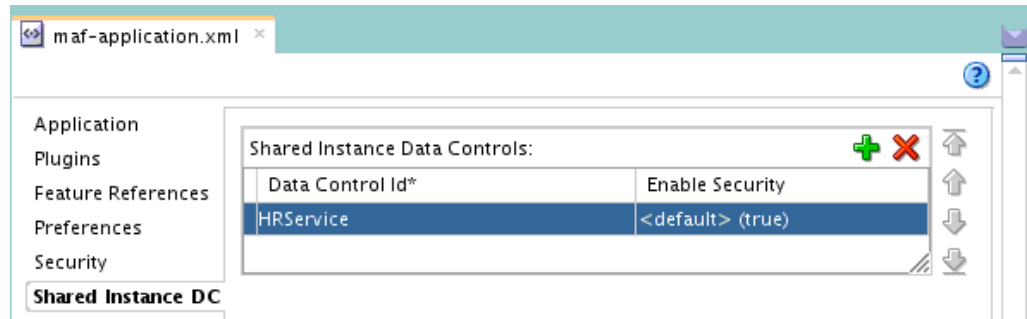 maf-application.xml
Application
Plugins
Feature References
Preferences
Security
Shared Instance DC
Shared Instance Data Controls:
Data Control Id* Enable Security
HRService <default> (true)